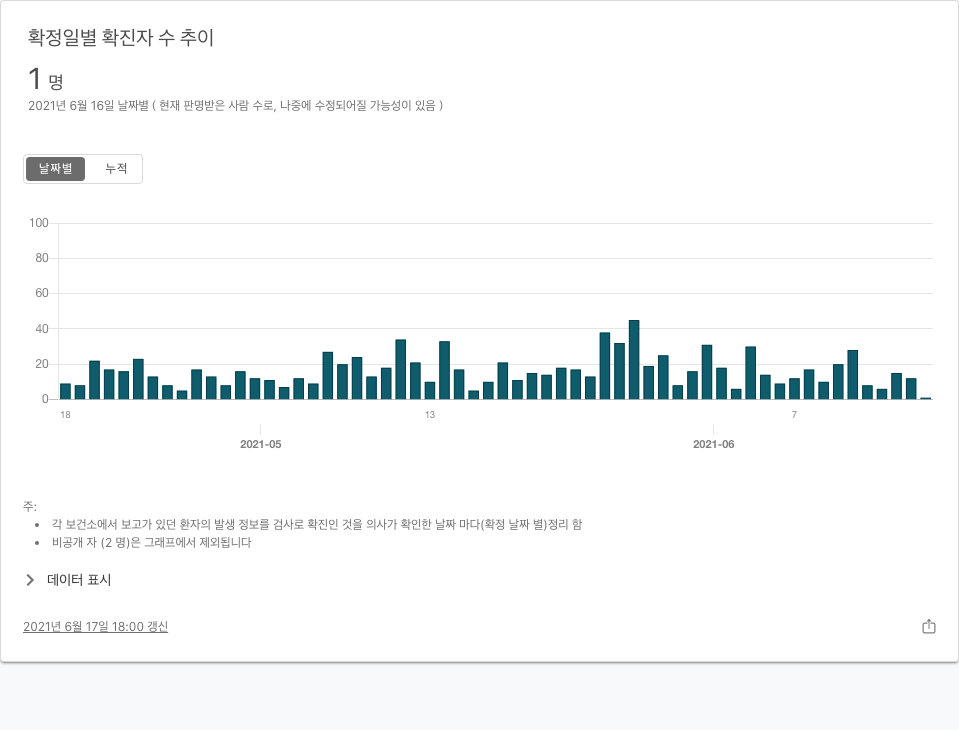 확정일별 확진자 수 추이
1 명
2021년 6월 16일 날짜별 ( 현재 판명받은 사람 수로, 나중에 수정되어질 가능성이 있음 )
날짜별 누적
100
80
60
40
20
0
18 13 7
2021-05 2021-06
주:
• 각 보건소에서 보고가 있던 환자의 발생 정보를 검사로 확진인 것을 의사가 확인한 날짜 마다(확정 날짜 별)정리 함
• 비공개 자 (2 명)은 그래프에서 제외됩니다
데이터 표시
2021년 6월 17일 18:00 갱신